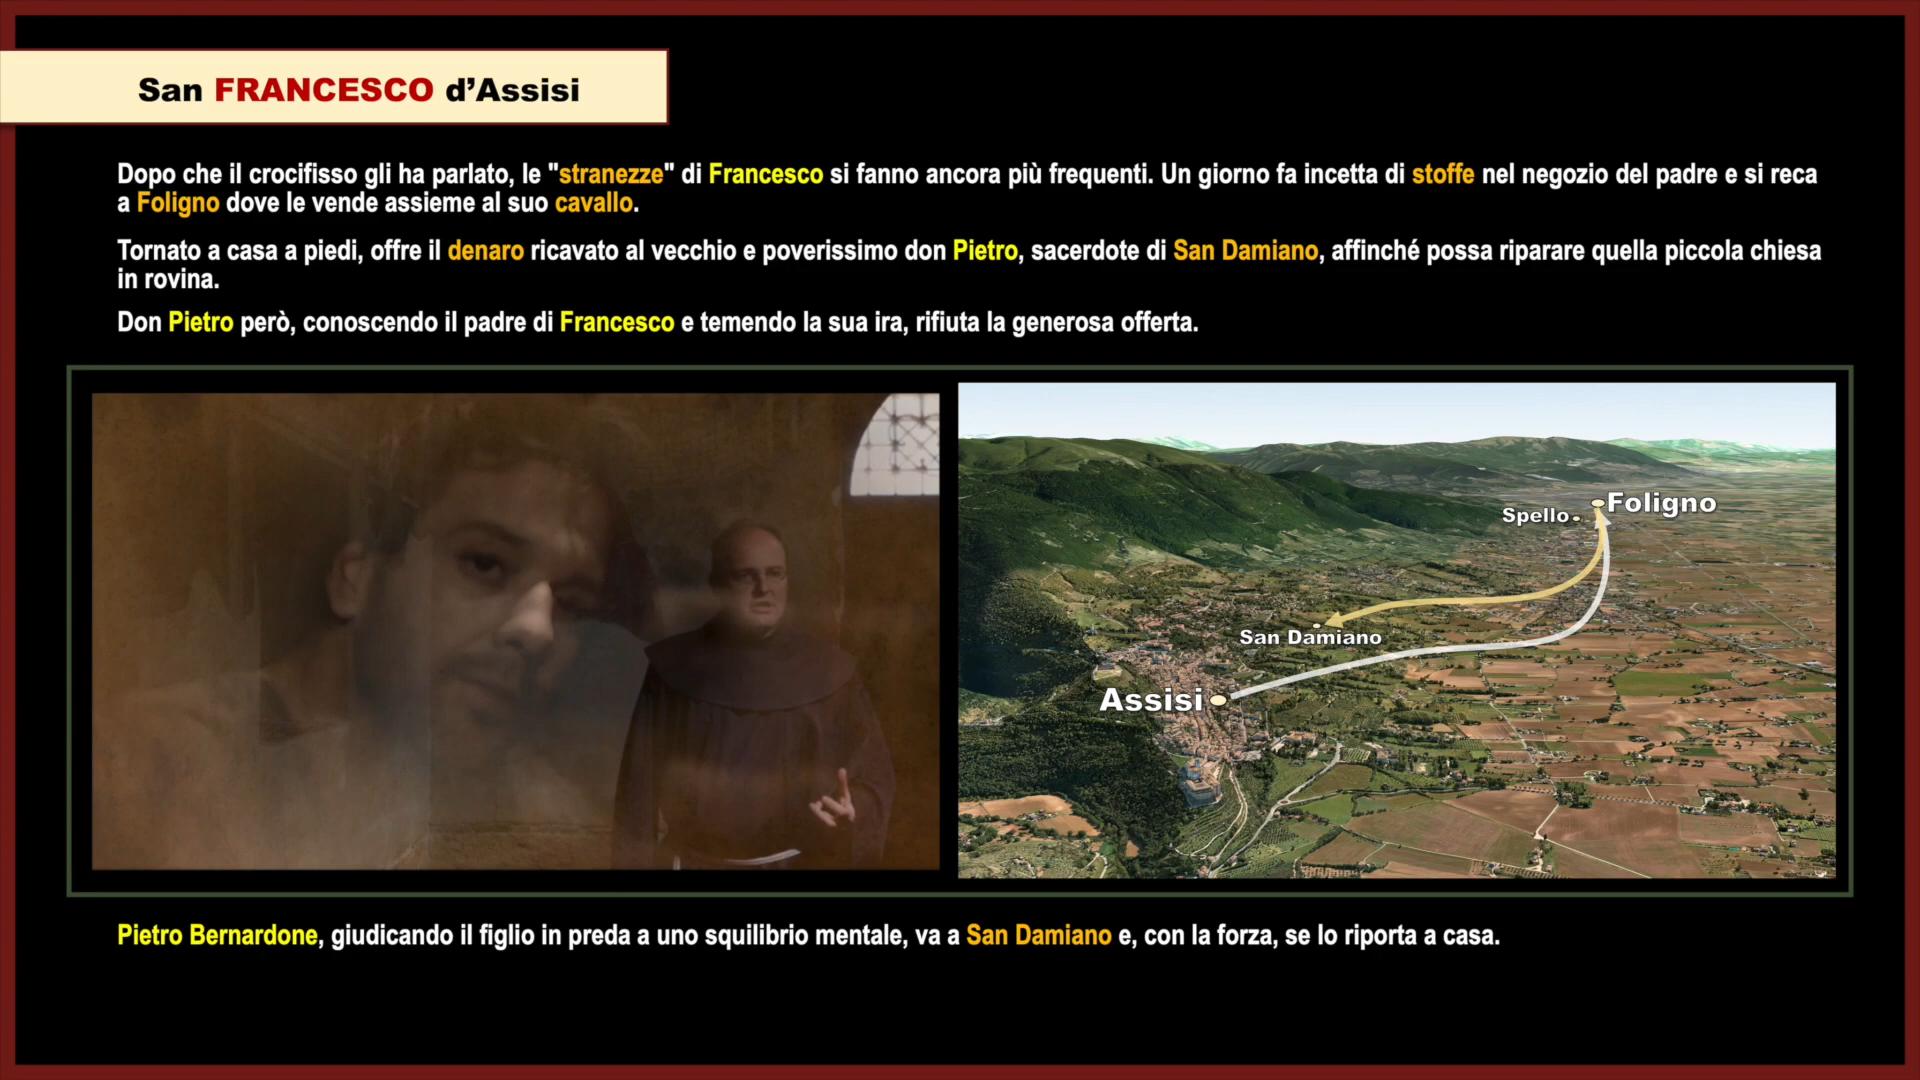 San FRANCESCO d’Assisi
Dopo che il crocifisso gli ha parlato, le "stranezze" di Francesco si fanno ancora più frequenti. Un giorno fa incetta di stoffe nel negozio del padre e si reca
a Foligno dove le vende assieme al suo cavallo.
Tornato a casa a piedi, offre il denaro ricavato al vecchio e poverissimo don Pietro, sacerdote di San Damiano, affinché possa riparare quella piccola chiesa
in rovina.
Don Pietro però, conoscendo il padre di Francesco e temendo la sua ira, rifiuta la generosa offerta.
Foligno
Spello
San Damiano
Assisi
Pietro Bernardone, giudicando il figlio in preda a uno squilibrio mentale, va a San Damiano e, con la forza, se lo riporta a casa.